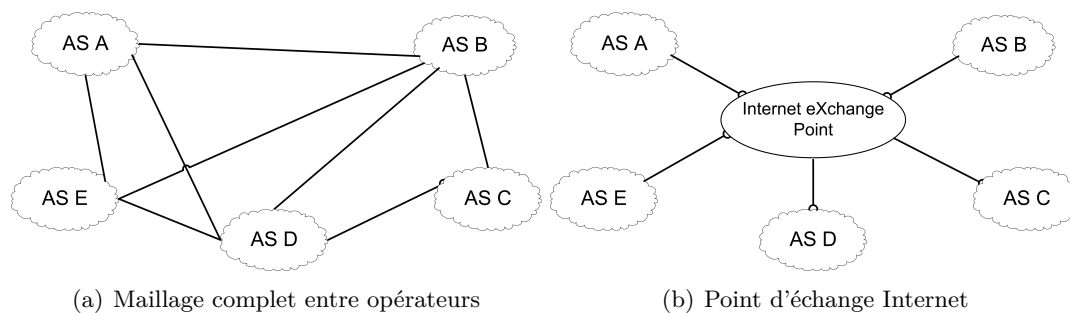 AS A
AS B
AS E
AS C
AS D
(a) Maillage complet entre opérateurs
AS A
AS B
Internet eXchange
Point
AS E
AS C
AS D
(b) Point d'échange Internet